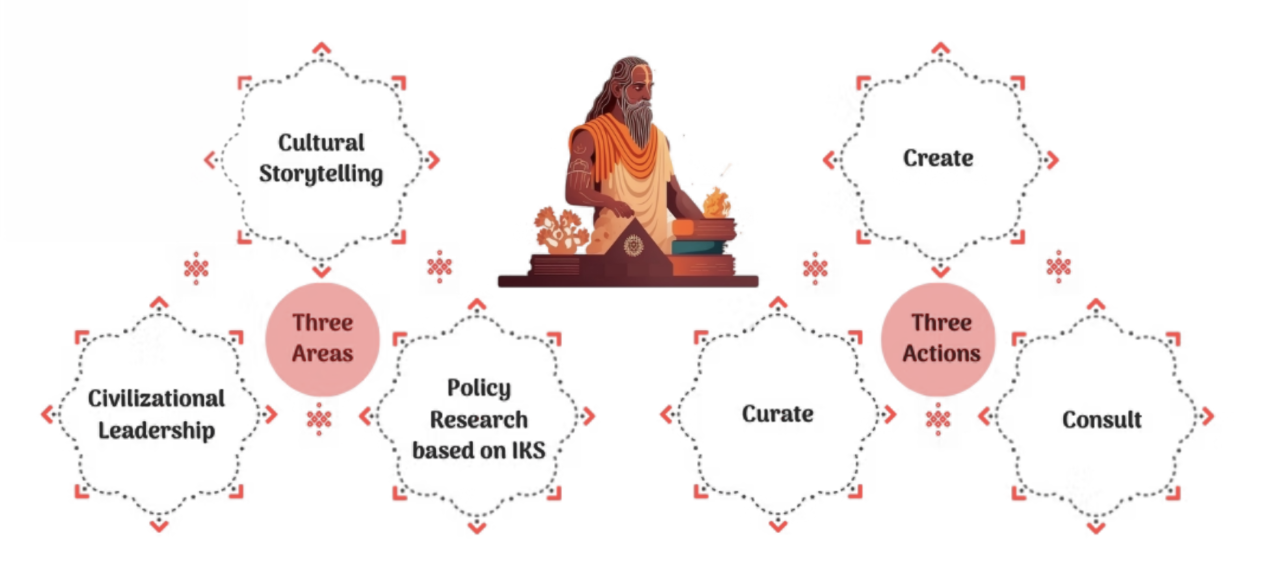 Cultural
Storytelling
Three
Areas
Civilizational
Leadership
Policy
Research
based on IKS
Create
Three
Actions
Curate
Consult